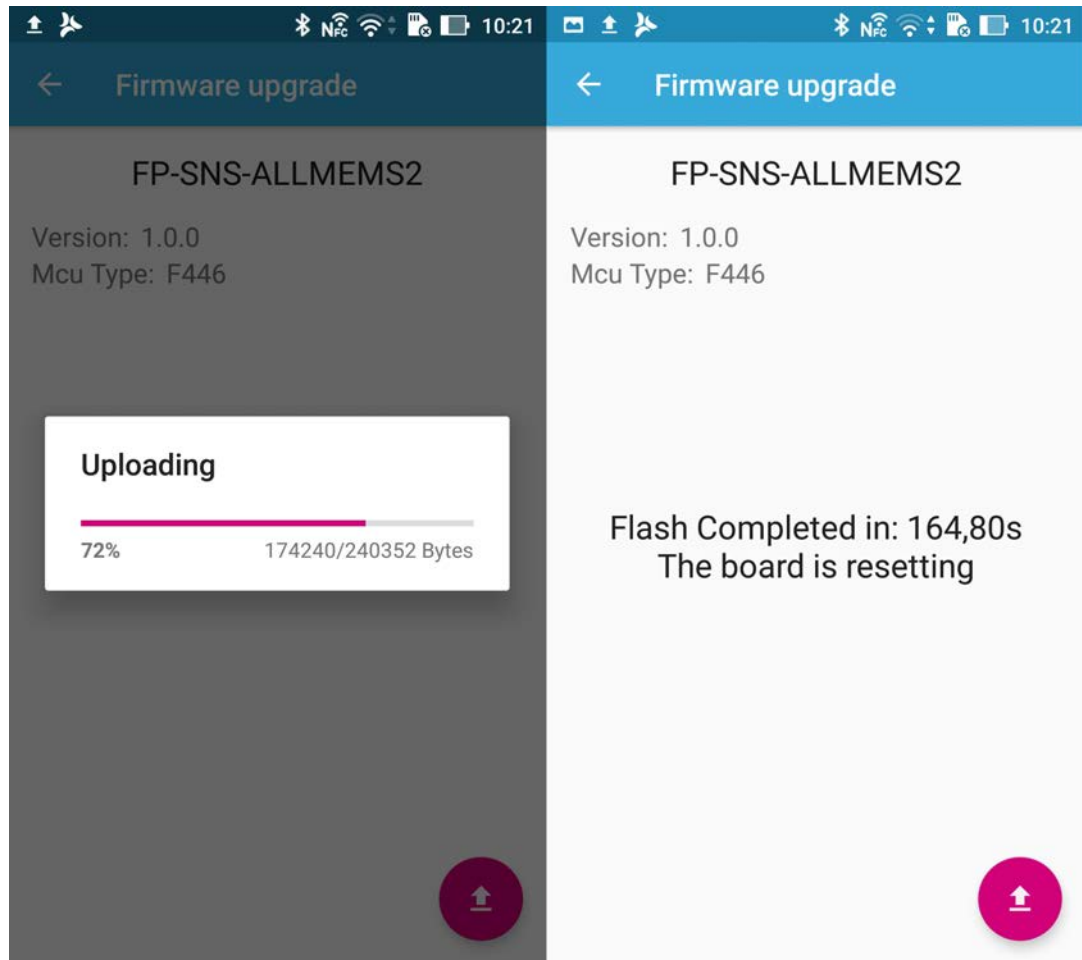 10:21
Firmware upgrade
FP-SNS-ALLMEMS2
Version: 1.0.0
Mcu Type: F446
Uploading
72% 174240/240352 Bytes
NFC 10:21
Firmware upgrade
FP-SNS-ALLMEMS2
Version: 1.0.0
Mcu Type: F446
Flash Completed in: 164,80s
The board is resetting